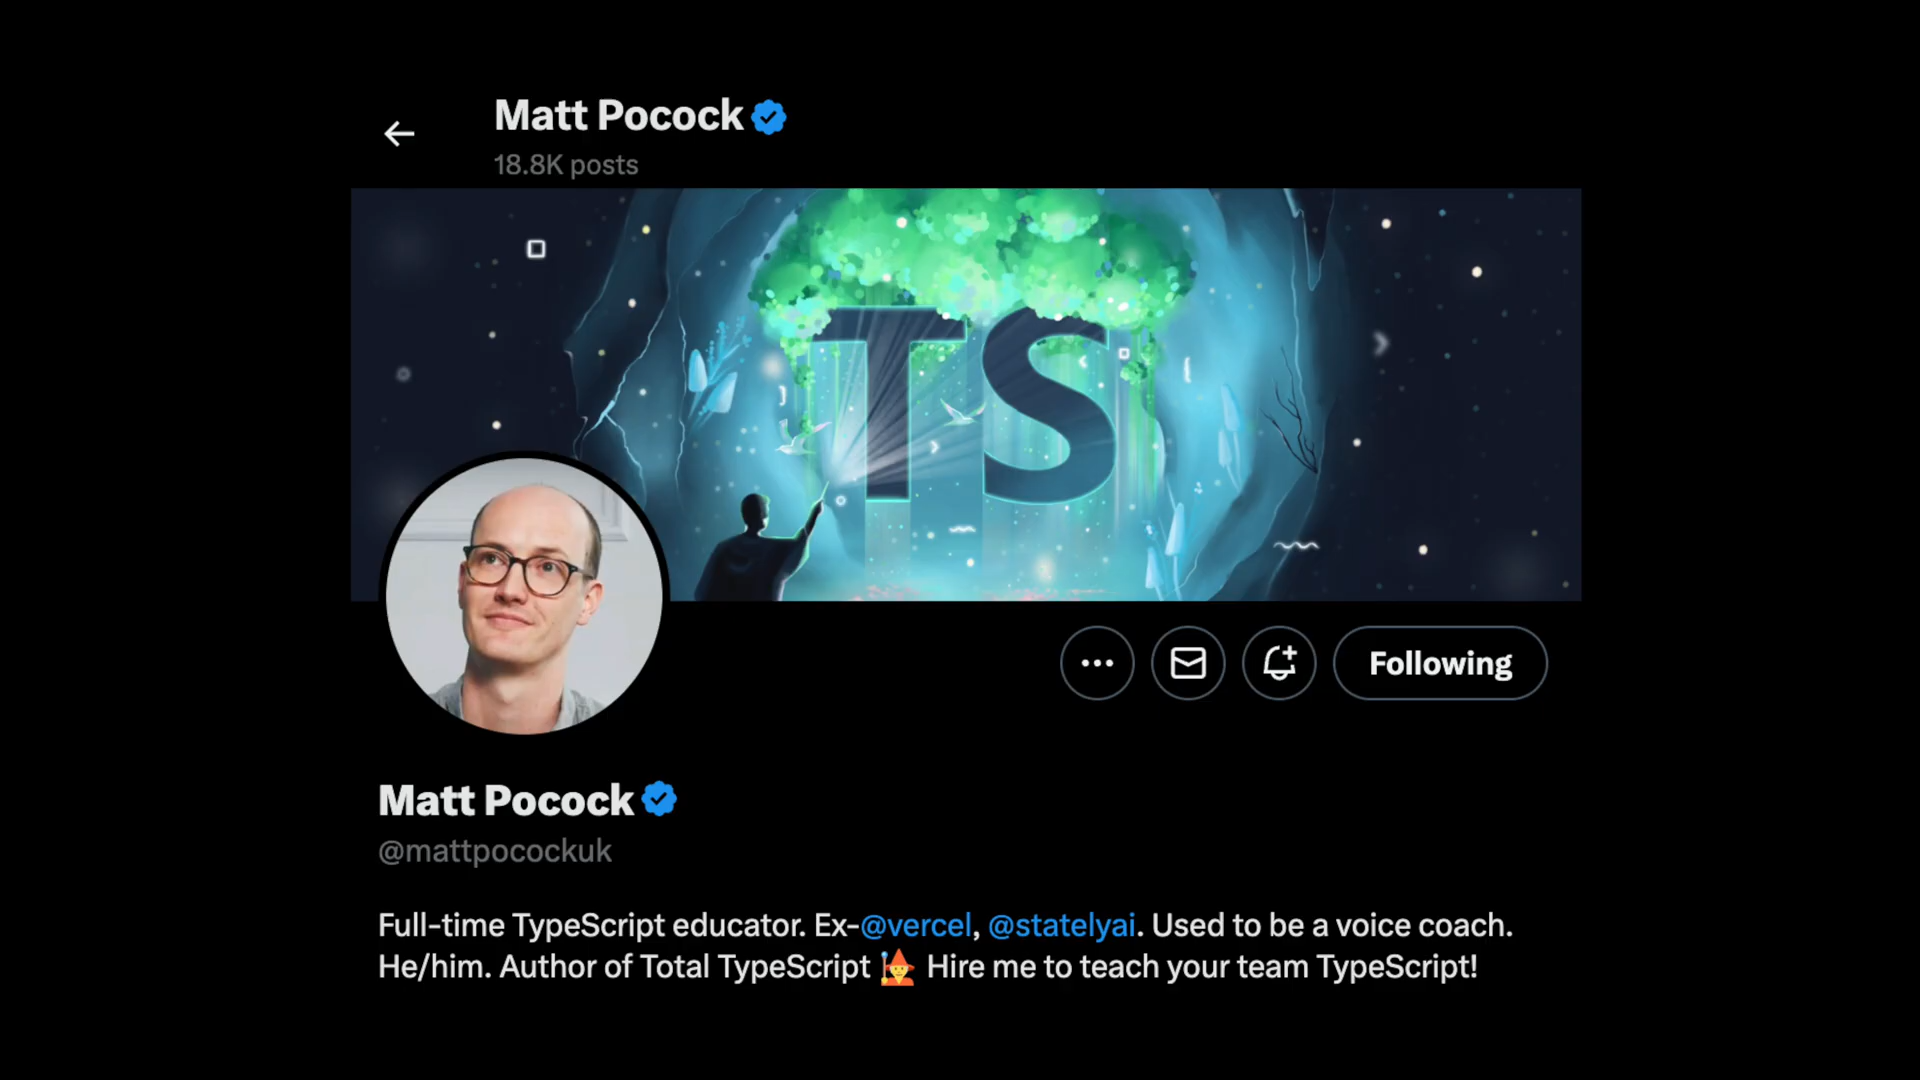 Matt Pocock
18.8K posts
TS
Following
Matt Pocock
@mattpocockuk
Full-time TypeScript educator. Ex-@vercel, @statelyai. Used to be a voice coach.
He/him. Author of Total TypeScript 🧙 Hire me to teach your team TypeScript!